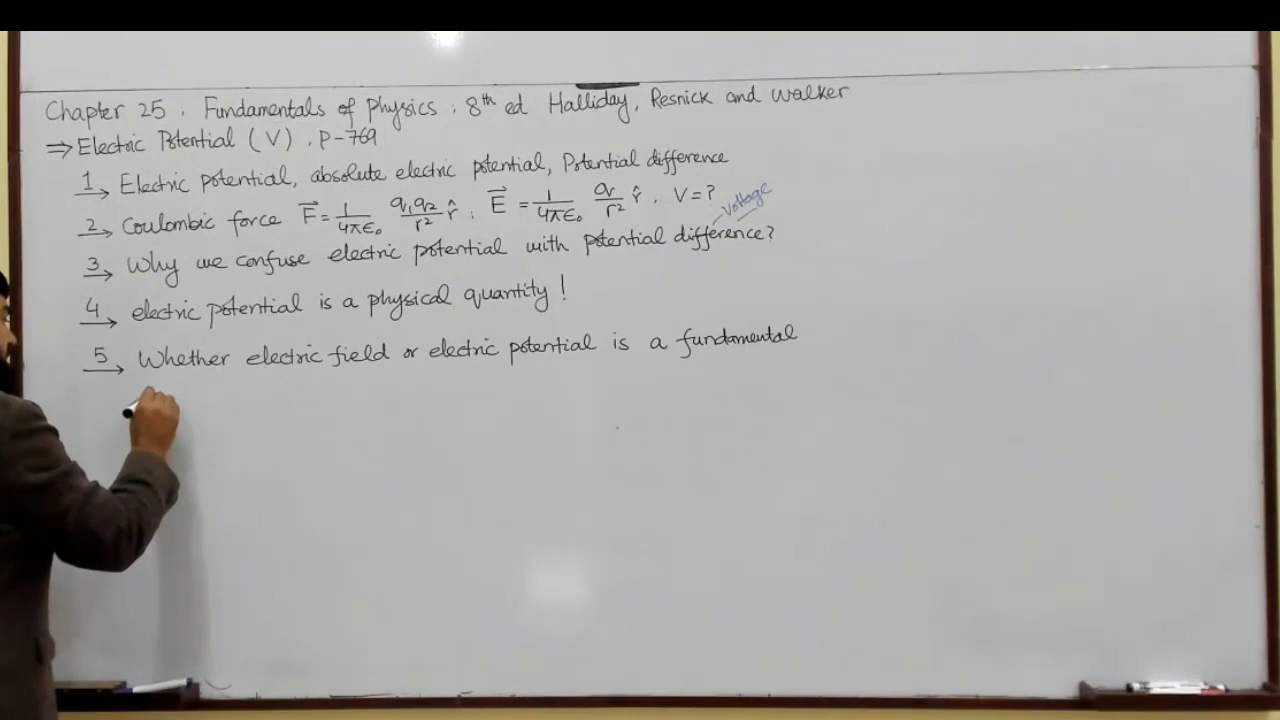 Chapter 25 : Fundamentals of Physics : 8th ed Halliday, Resnick and Walker
⇒ Electric Potential (V) , P-769
1→ Electric potential, absolute electric potential, Potential difference
2→ Coulombic force F⃗ = 1/4πϵ₀ q₁q₂/r² r̂ ; E⃗ = 1/4πϵ₀ q/r² r̂ . V=?
Voltage
3→ Why we confuse electric potential with potential difference?
4→ electric potential is a physical quantity!
5→ Whether electric field or electric potential is a fundamental